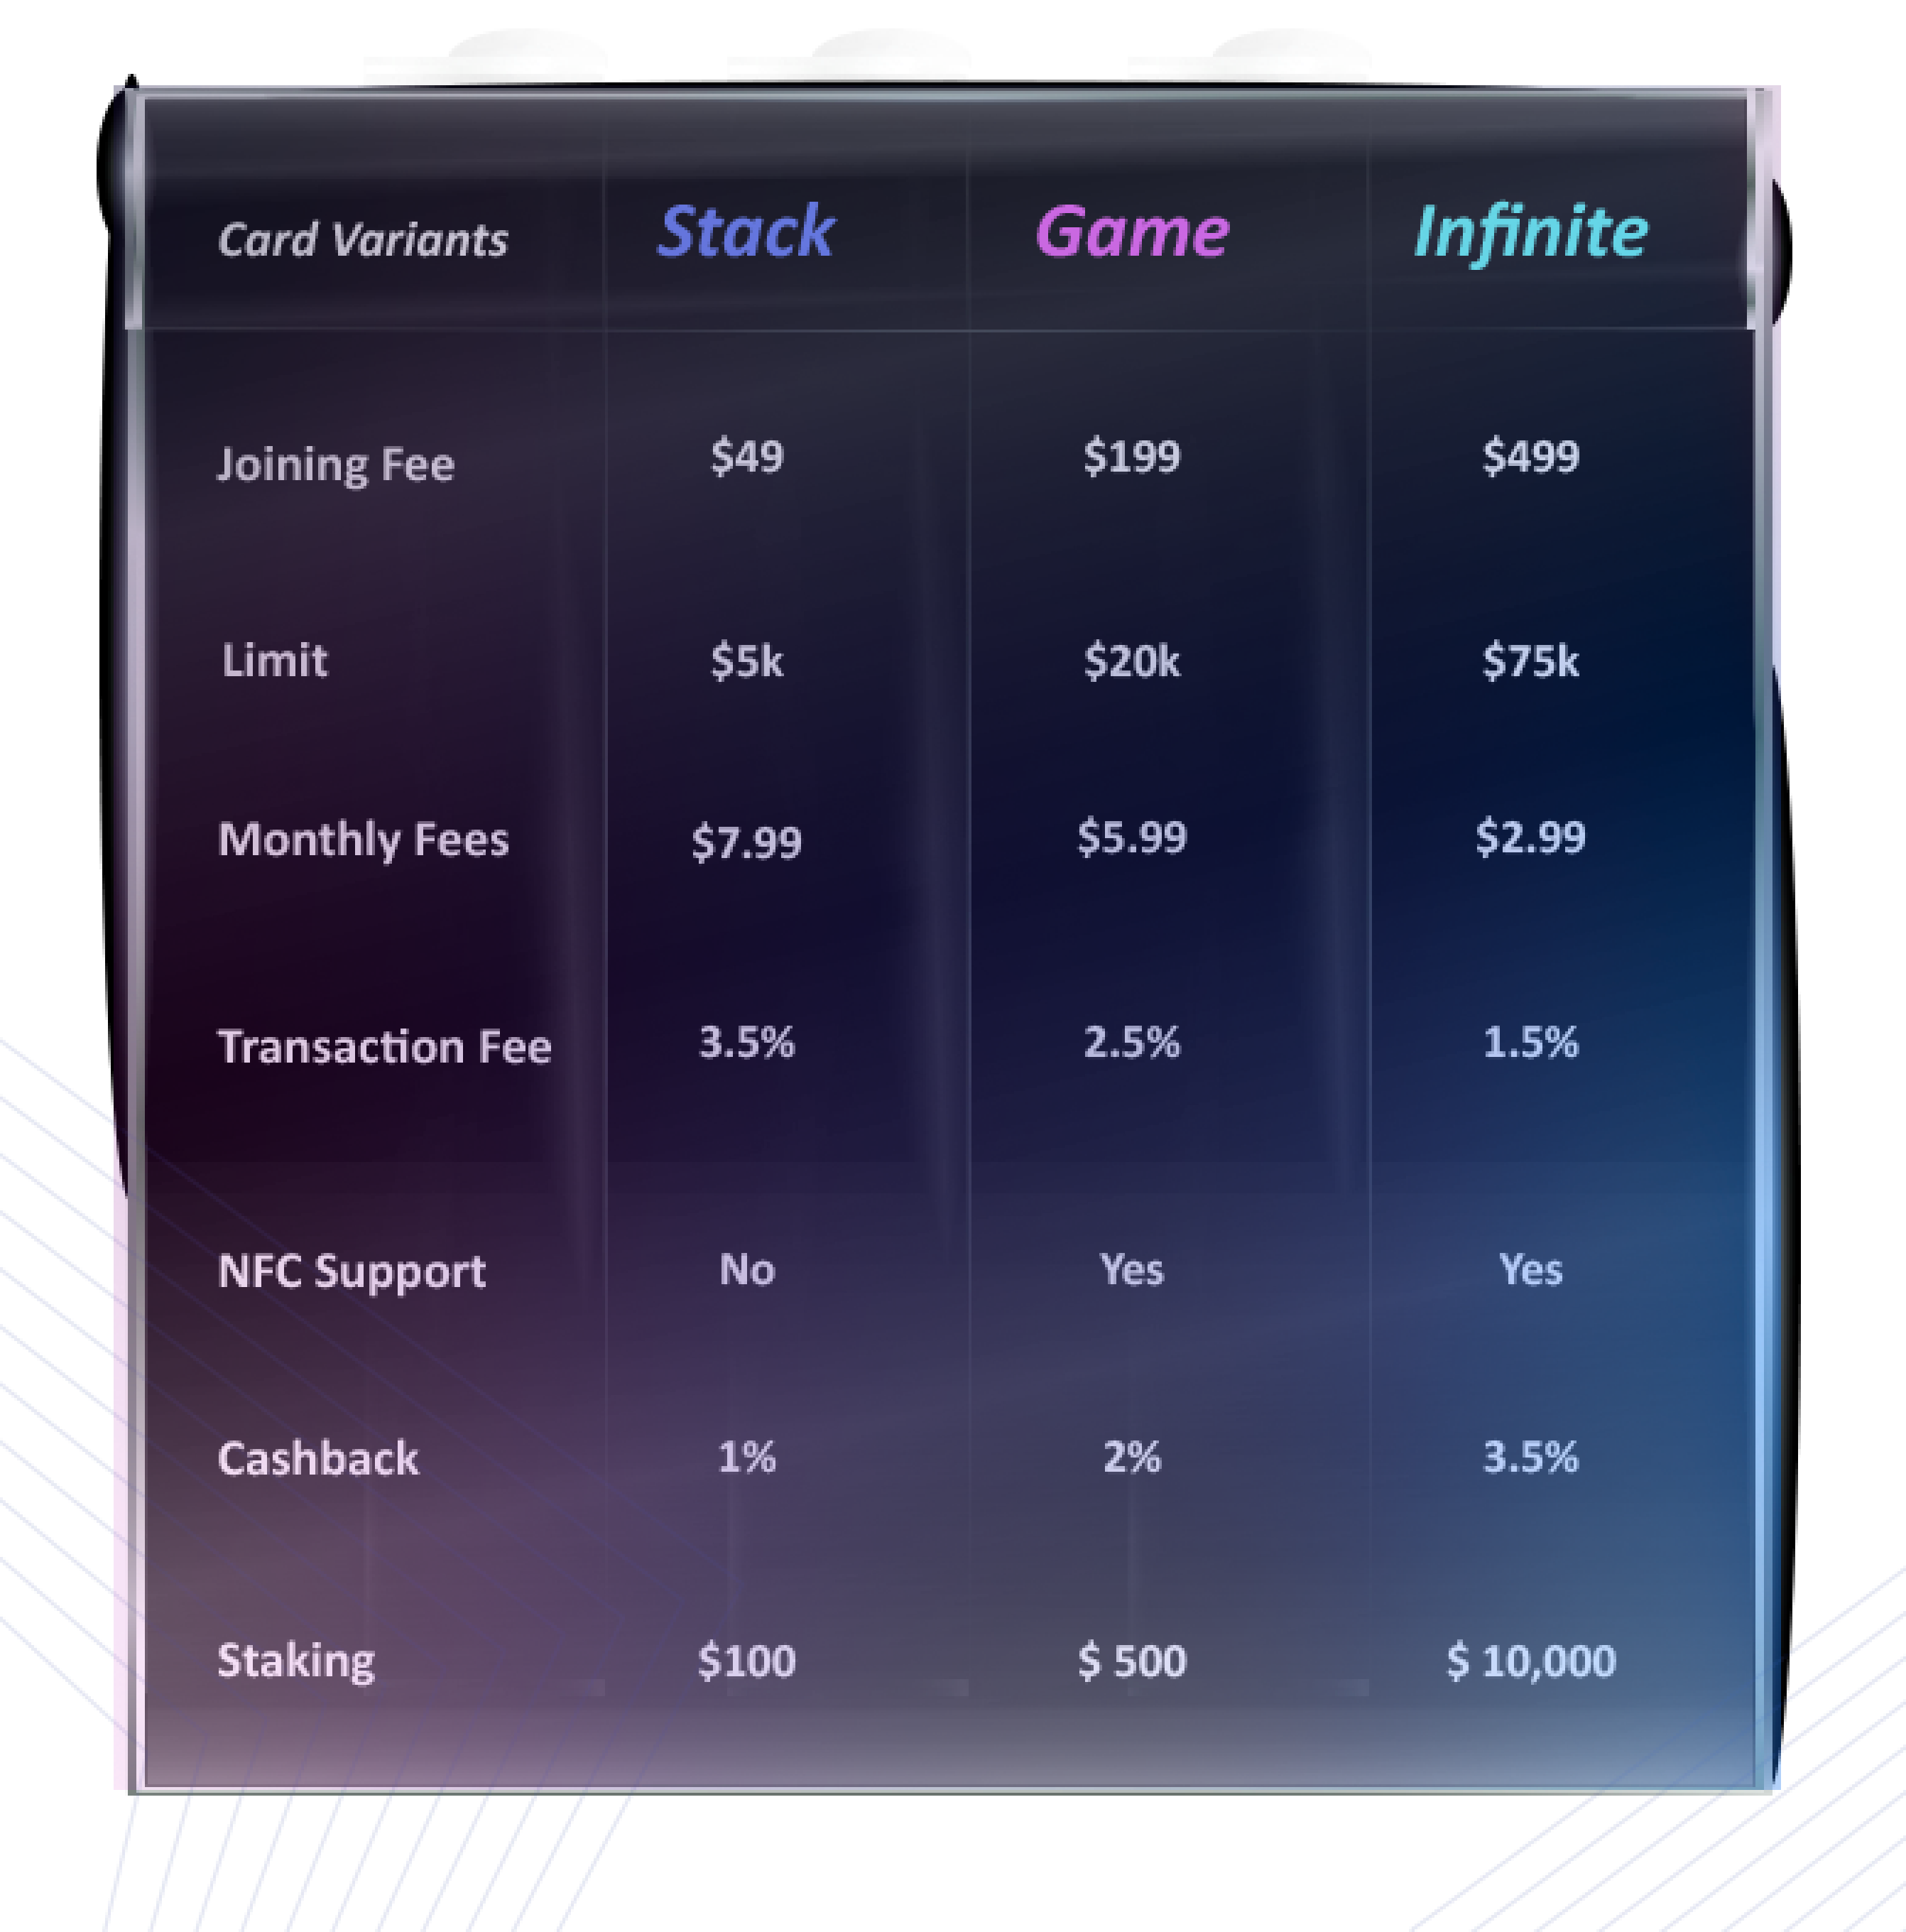 Card Variants Stack Game Infinite
Joining Fee $49 $199 $499
Limit $5k $20k $75k
Monthly Fees $7.99 $5.99 $2.99
Transaction Fee 3.5% 2.5% 1.5%
NFC Support No Yes Yes
Cashback 1% 2% 3.5%
Staking $100 $ 500 $ 10,000